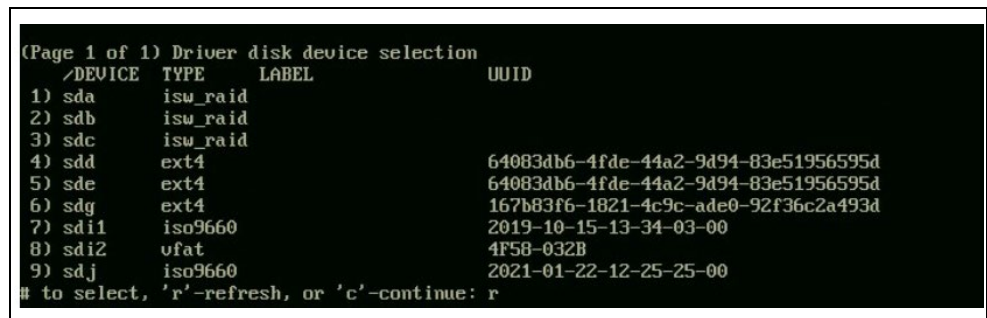 (Page 1 of 1) Driver disk device selection
/DEVICE TYPE LABEL UUID
1) sda isw_raid
2) sdb isw_raid
3) sdc isw_raid
4) sdd ext4 64083db6-4fde-44a2-9d94-83e51956595d
5) sde ext4 64083db6-4fde-44a2-9d94-83e51956595d
6) sdg ext4 167b83f6-1821-4c9c-ade0-92f36c2a493d
7) sdi1 iso9660 2019-10-15-13-34-03-00
8) sdi2 vfat 4F58-032B
9) sdj iso9660 2021-01-22-12-25-25-00
# to select, 'r'-refresh, or 'c'-continue: r